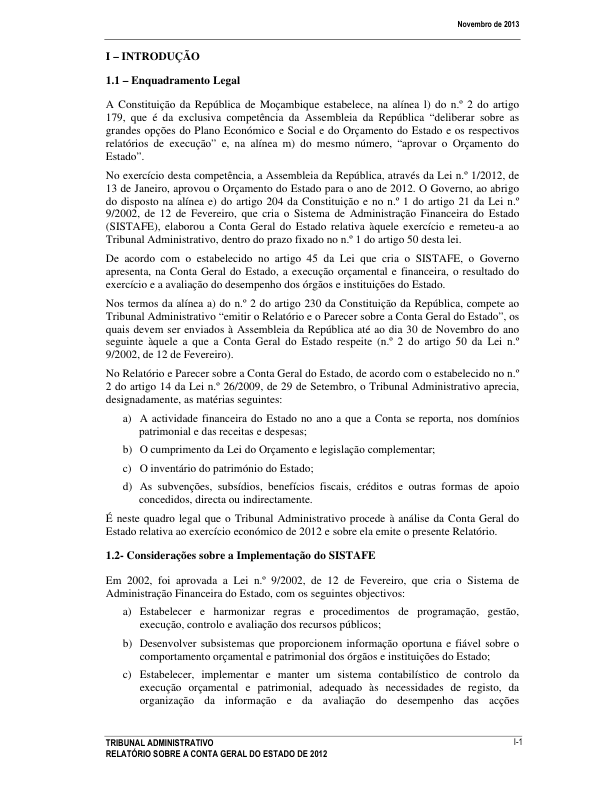 Novembro de 2013
I – INTRODUÇÃO
1.1 – Enquadramento Legal
A Constituição da República de Moçambique estabelece, na alínea l) do n.º 2 do artigo
179, que é da exclusiva competência da Assembleia da República “deliberar sobre as
grandes opções do Plano Económico e Social e do Orçamento do Estado e os respectivos
relatórios de execução” e, na alínea m) do mesmo número, “aprovar o Orçamento do
Estado”.
No exercício desta competência, a Assembleia da República, através da Lei n.º 1/2012, de
13 de Janeiro, aprovou o Orçamento do Estado para o ano de 2012. O Governo, ao abrigo
do disposto na alínea e) do artigo 204 da Constituição e no n.º 1 do artigo 21 da Lei n.º
9/2002, de 12 de Fevereiro, que cria o Sistema de Administração Financeira do Estado
(SISTAFE), elaborou a Conta Geral do Estado relativa àquele exercício e remeteu-a ao
Tribunal Administrativo, dentro do prazo fixado no n.º 1 do artigo 50 desta lei.
De acordo com o estabelecido no artigo 45 da Lei que cria o SISTAFE, o Governo
apresenta, na Conta Geral do Estado, a execução orçamental e financeira, o resultado do
exercício e a avaliação do desempenho dos órgãos e instituições do Estado.
Nos termos da alínea a) do n.º 2 do artigo 230 da Constituição da República, compete ao
Tribunal Administrativo “emitir o Relatório e o Parecer sobre a Conta Geral do Estado”, os
quais devem ser enviados à Assembleia da República até ao dia 30 de Novembro do ano
seguinte àquele a que a Conta Geral do Estado respeite (n.º 2 do artigo 50 da Lei n.º
9/2002, de 12 de Fevereiro).
No Relatório e Parecer sobre a Conta Geral do Estado, de acordo com o estabelecido no n.º
2 do artigo 14 da Lei n.º 26/2009, de 29 de Setembro, o Tribunal Administrativo aprecia,
designadamente, as matérias seguintes:
a) A actividade financeira do Estado no ano a que a Conta se reporta, nos domínios
patrimonial e das receitas e despesas;
b) O cumprimento da Lei do Orçamento e legislação complementar;
c) O inventário do património do Estado;
d) As subvenções, subsídios, benefícios fiscais, créditos e outras formas de apoio
concedidos, directa ou indirectamente.
É neste quadro legal que o Tribunal Administrativo procede à análise da Conta Geral do
Estado relativa ao exercício económico de 2012 e sobre ela emite o presente Relatório.
1.2- Considerações sobre a Implementação do SISTAFE
Em 2002, foi aprovada a Lei n.º 9/2002, de 12 de Fevereiro, que cria o Sistema de
Administração Financeira do Estado, com os seguintes objectivos:
a) Estabelecer e harmonizar regras e procedimentos de programação, gestão,
execução, controlo e avaliação dos recursos públicos;
b) Desenvolver subsistemas que proporcionem informação oportuna e fiável sobre o
comportamento orçamental e patrimonial dos órgãos e instituições do Estado;
c) Estabelecer, implementar e manter um sistema contabilístico de controlo da
execução orçamental e patrimonial, adequado às necessidades de registo, da
organização da informação e da avaliação do desempenho das acções
TRIBUNAL ADMINISTRATIVO
I-1
RELATÓRIO SOBRE A CONTA GERAL DO ESTADO DE 2012